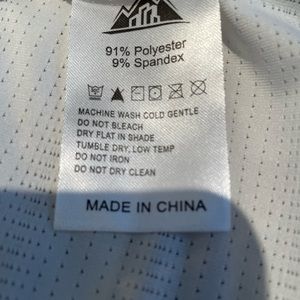 91% Polyester
9% Spandex
MACHINE WASH COLD GENTLE
DO NOT BLEACH
DRY FLAT IN SHADE
TUMBLE DRY, LOW TEMP
DO NOT IRON
DO NOT DRY CLEAN
MADE IN CHINA